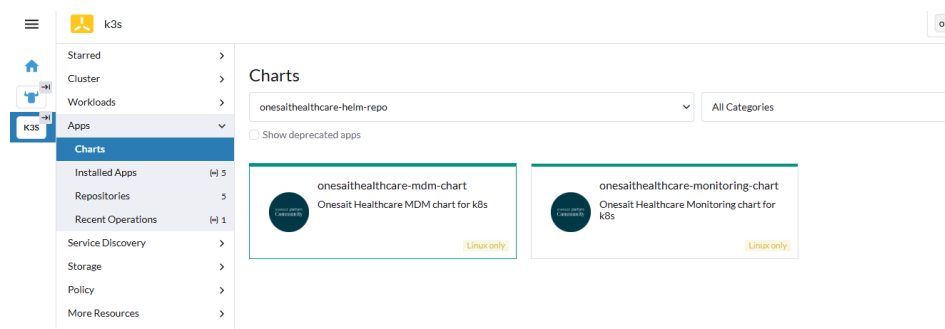 k3s
o
Starred
Cluster
Workloads
K3S
Apps
Charts
Installed Apps 5
Repositories 5
Recent Operations 1
Service Discovery
Storage
Policy
More Resources
Charts
onesaithealthcare-helm-repo
All Categories
Show deprecated apps
onesaithealthcare-mdm-chart
Onesait Healthcare MDM chart for k8s
Linux only
onesaithealthcare-monitoring-chart
Onesait Healthcare Monitoring chart for
k8s
Linux only